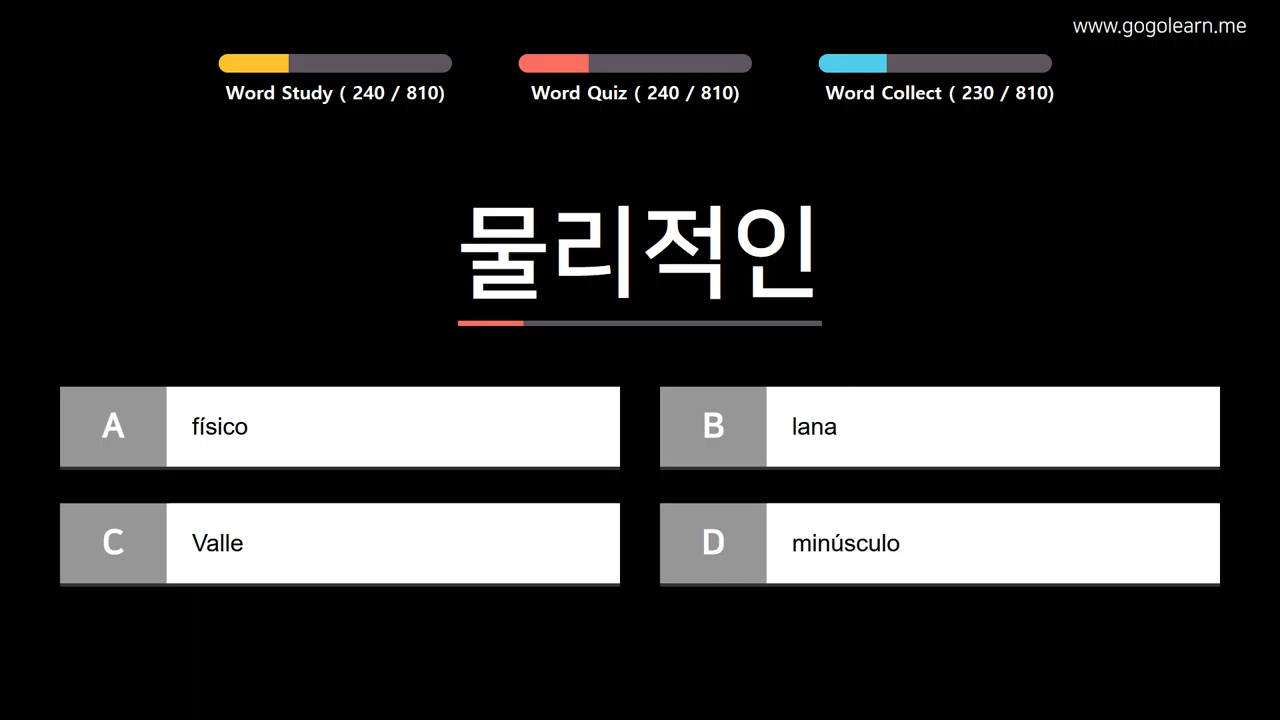 www.gogolearn.me
Word Study ( 240 / 810)
Word Quiz ( 240 / 810)
Word Collect ( 230 / 810)
물리적인
A físico
B lana
C Valle
D minúsculo